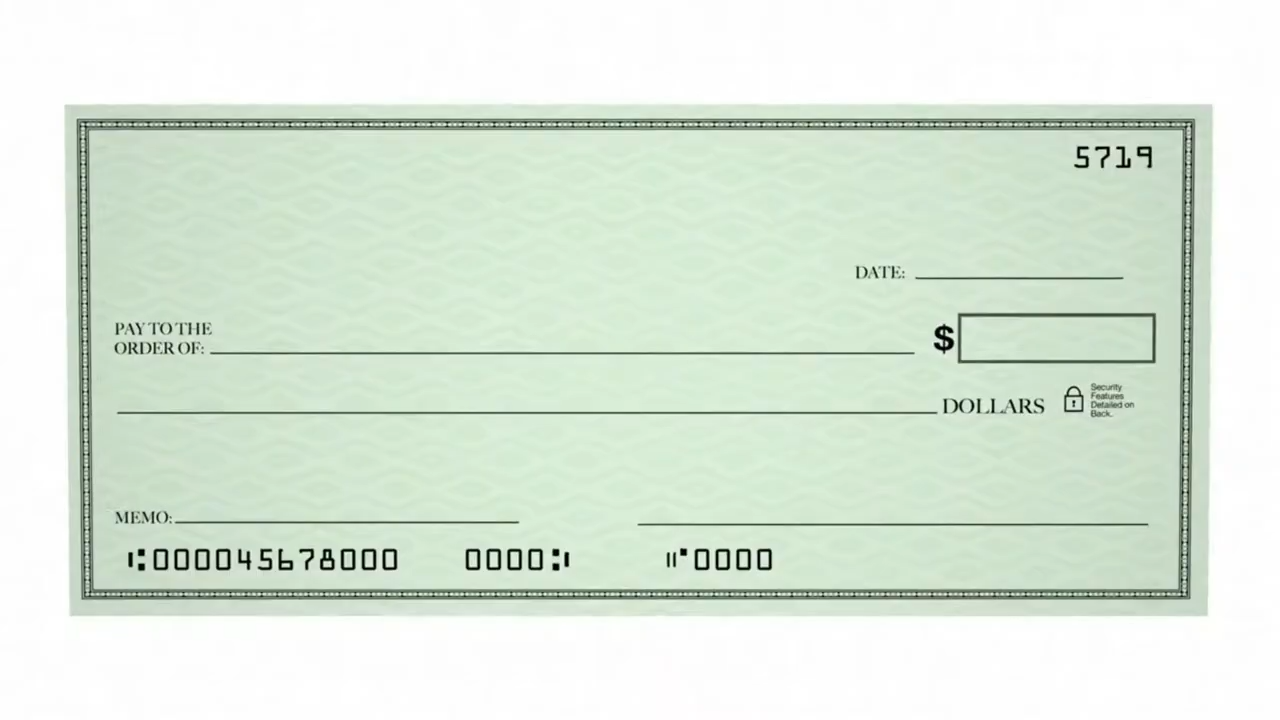 5719
DATE:
PAY TO THE
ORDER OF:
$
DOLLARS
Security
Features
Detailed on
Back.
MEMO:
⑆000045678000 0000⑆ ⑈0000